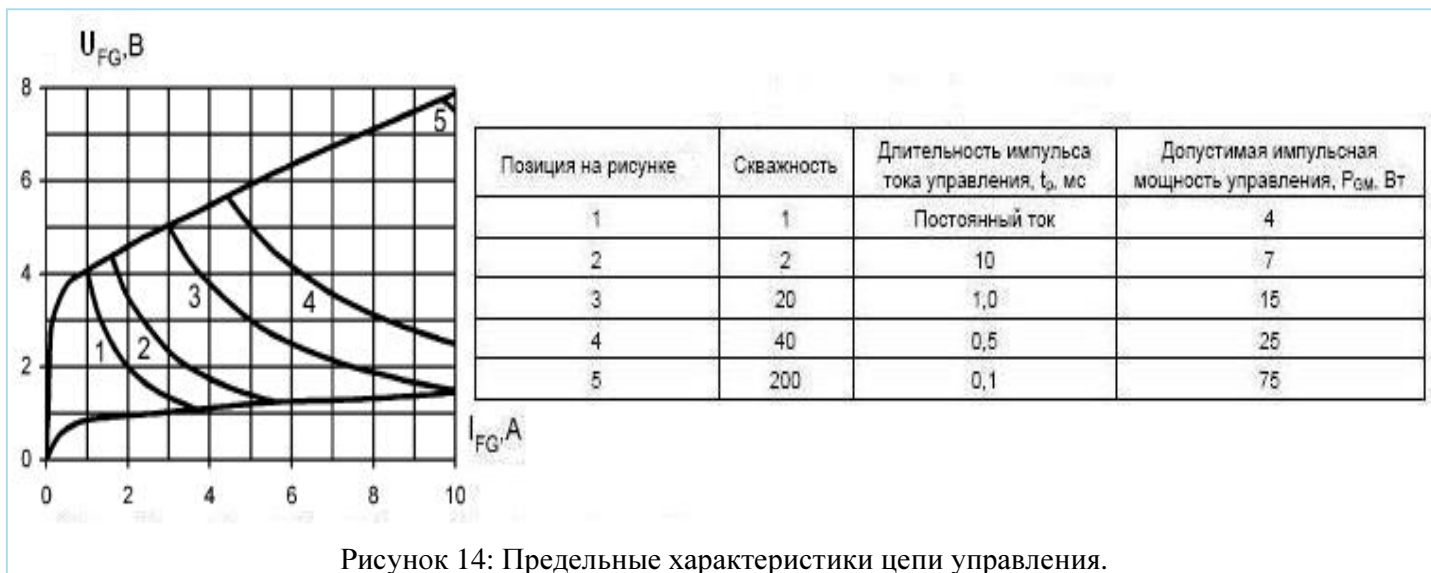 U_FG,В
8
6
4
2
0
0 2 4 6 8 10
I_FG,А
1
2
3
4
5
Позиция на рисунке | Скважность | Длительность импульса тока управления, tр, мс | Допустимая импульсная мощность управления, P_GM, Вт
1 | 1 | Постоянный ток | 4
2 | 2 | 10 | 7
3 | 20 | 1,0 | 15
4 | 40 | 0,5 | 25
5 | 200 | 0,1 | 75
Рисунок 14: Предельные характеристики цепи управления.